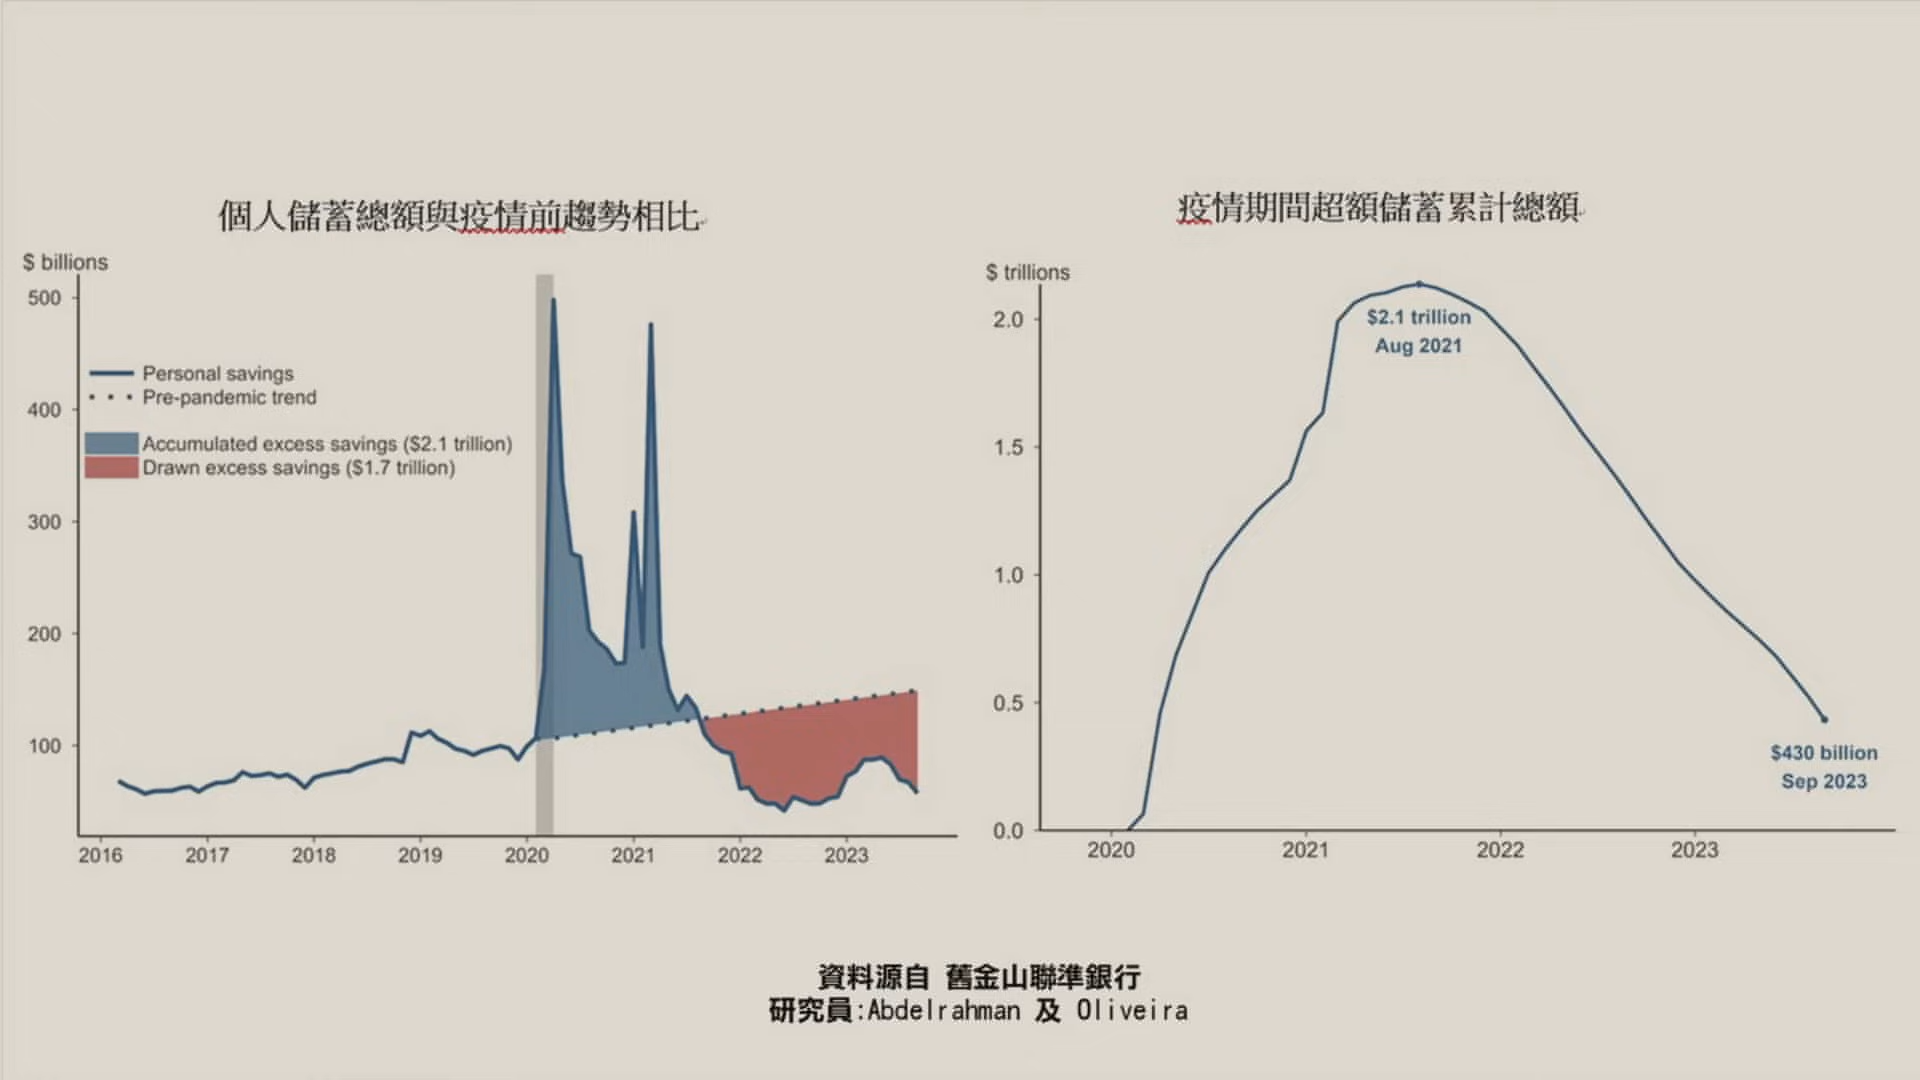 個人儲蓄總額與疫情前趨勢相比
$ billions
500
400
300
200
100
Personal savings
Pre-pandemic trend
Accumulated excess savings ($2.1 trillion)
Drawn excess savings ($1.7 trillion)
2016 2017 2018 2019 2020 2021 2022 2023
疫情期間超額儲蓄累計總額
$ trillions
2.0
1.5
1.0
0.5
0.0
$2.1 trillion
Aug 2021
$430 billion
Sep 2023
2020 2021 2022 2023
資料源自 舊金山聯準銀行
研究員:Abdelrahman 及 Oliveira